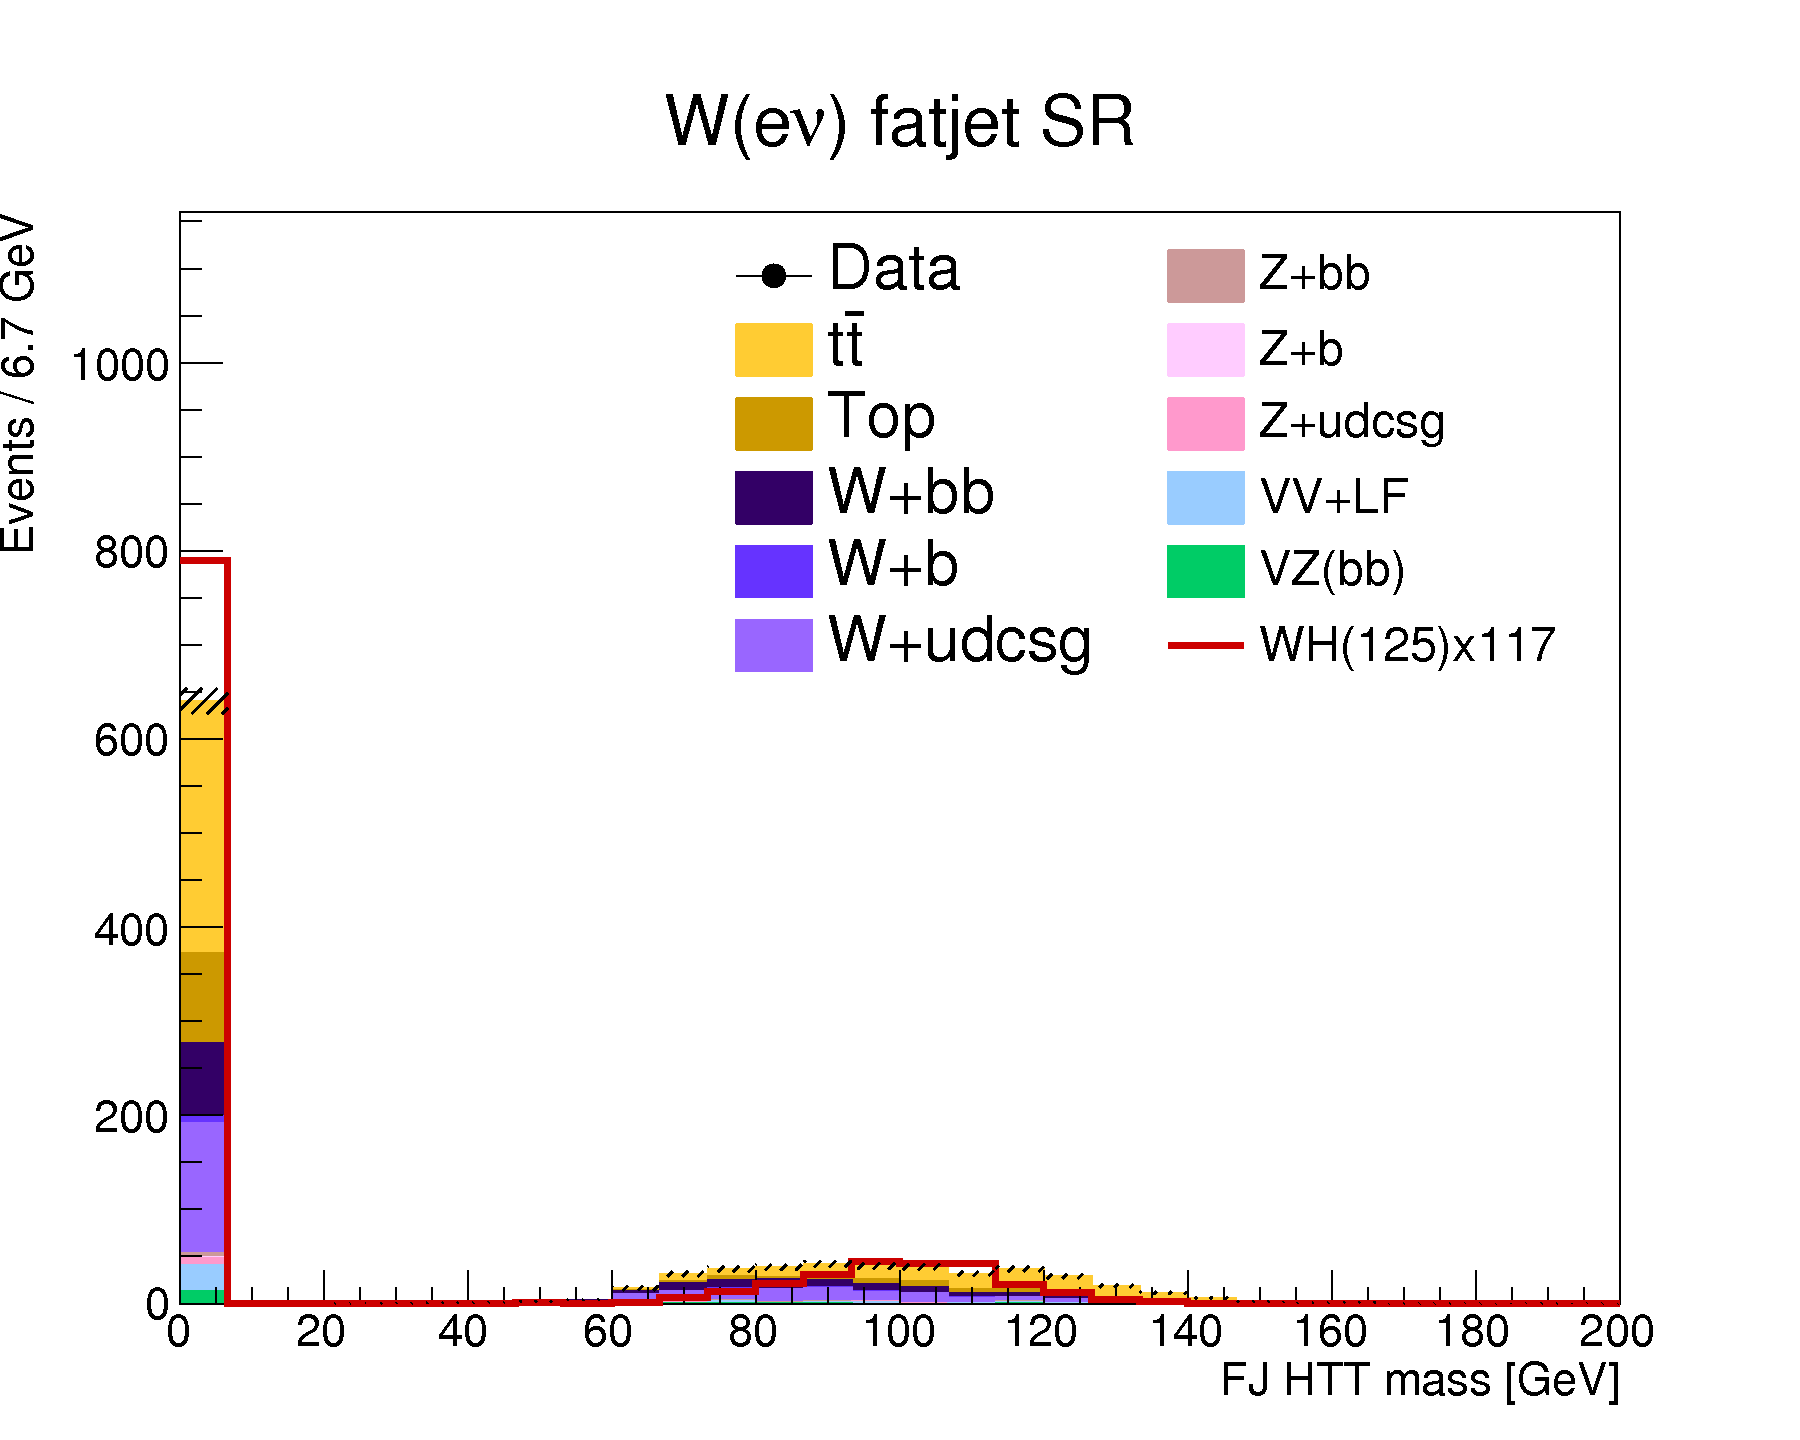 W(eν) fatjet SR
Events / 6.7 GeV
1000
800
600
400
200
0
Data
tt̄
Top
W+bb
W+b
W+udcsg
Z+bb
Z+b
Z+udcsg
VV+LF
VZ(bb)
WH(125)x117
0 20 40 60 80 100 120 140 160 180 200
FJ HTT mass [GeV]